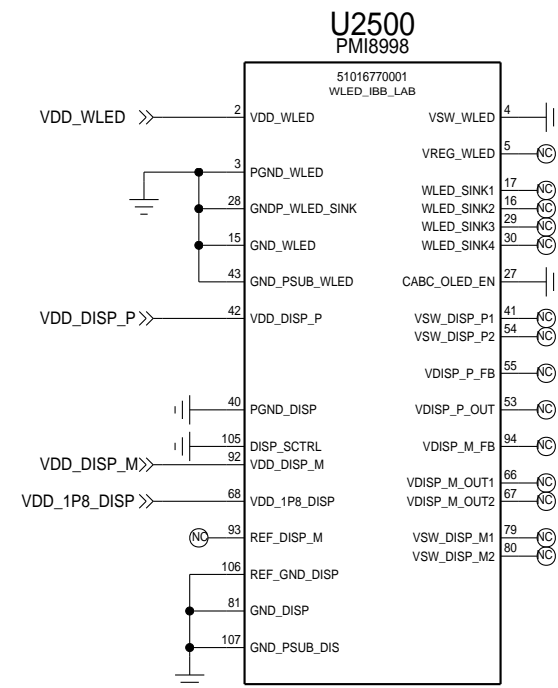 U2500
PMI8998
51016770001
WLED_IBB_LAB
VDD_WLED 2 VDD_WLED VSW_WLED 4
VREG_WLED 5 NC
3 PGND_WLED
WLED_SINK1 17 NC
28 GNDP_WLED_SINK WLED_SINK2 16 NC
WLED_SINK3 29 NC
15 GND_WLED WLED_SINK4 30 NC
43 GND_PSUB_WLED CABC_OLED_EN 27
VDD_DISP_P 42 VDD_DISP_P VSW_DISP_P1 41 NC
VSW_DISP_P2 54 NC
VDISP_P_FB 55 NC
40 PGND_DISP VDISP_P_OUT 53 NC
105 DISP_SCTRL VDISP_M_FB 94 NC
VDD_DISP_M 92 VDD_DISP_M
VDISP_M_OUT1 66 NC
VDD_1P8_DISP 68 VDD_1P8_DISP VDISP_M_OUT2 67 NC
NC 93 REF_DISP_M VSW_DISP_M1 79 NC
VSW_DISP_M2 80 NC
106 REF_GND_DISP
81 GND_DISP
107 GND_PSUB_DIS